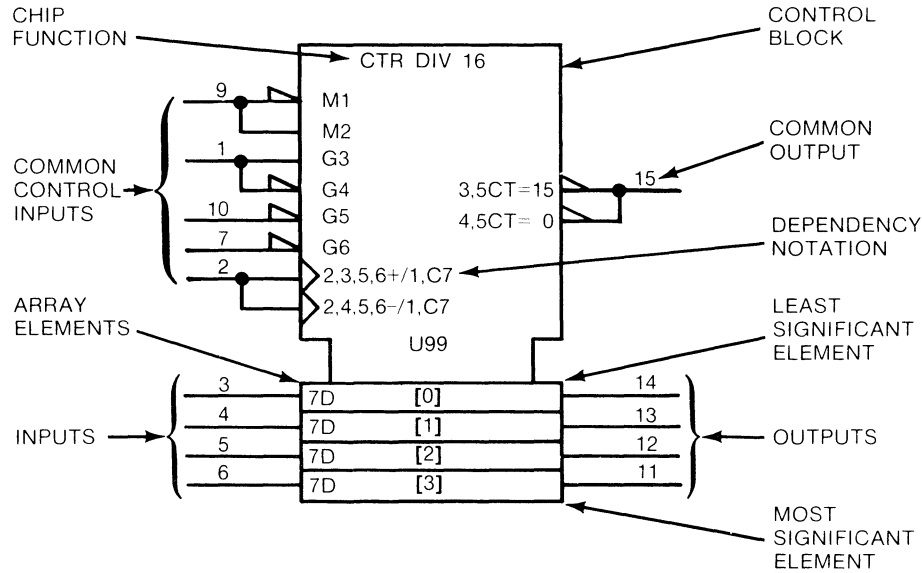 CHIP
FUNCTION
CTR DIV 16
CONTROL
BLOCK
9
M1
M2
1
G3
G4
10
G5
7
G6
2
2,3,5,6+/1,C7
2,4,5,6−/1,C7
COMMON
CONTROL
INPUTS
3,5CT=15
4,5CT= 0
15
COMMON
OUTPUT
DEPENDENCY
NOTATION
ARRAY
ELEMENTS
U99
LEAST
SIGNIFICANT
ELEMENT
INPUTS
3
7D [0]
14
4
7D [1]
13
5
7D [2]
12
6
7D [3]
11
OUTPUTS
MOST
SIGNIFICANT
ELEMENT